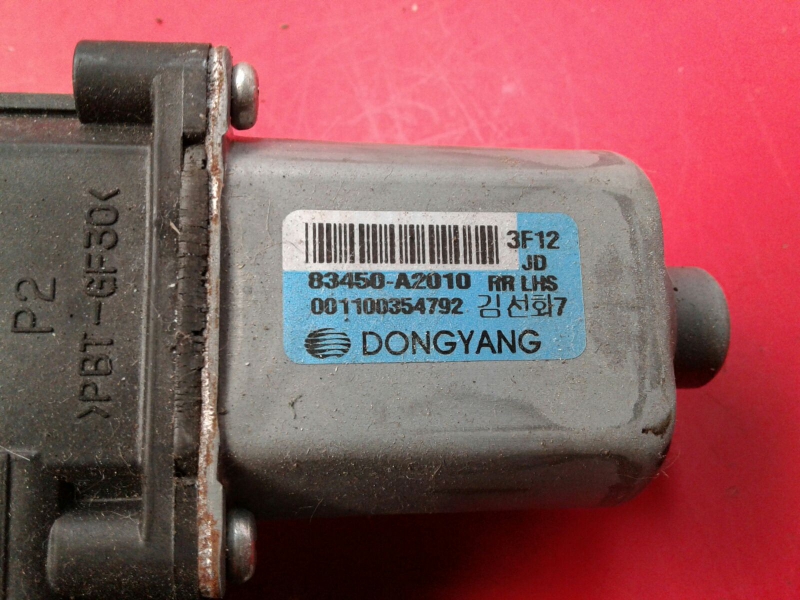 3F12
JD
83450-A2010 RR LHS
001100354792 김선화7
DONGYANG
P2
>PBT-GF30<